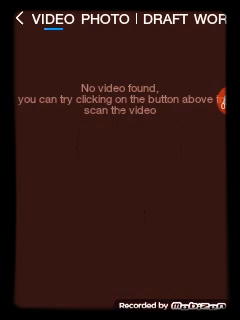 VIDEO PHOTO | DRAFT WOR
No video found,
you can try clicking on the button above to
scan the video
Recorded by